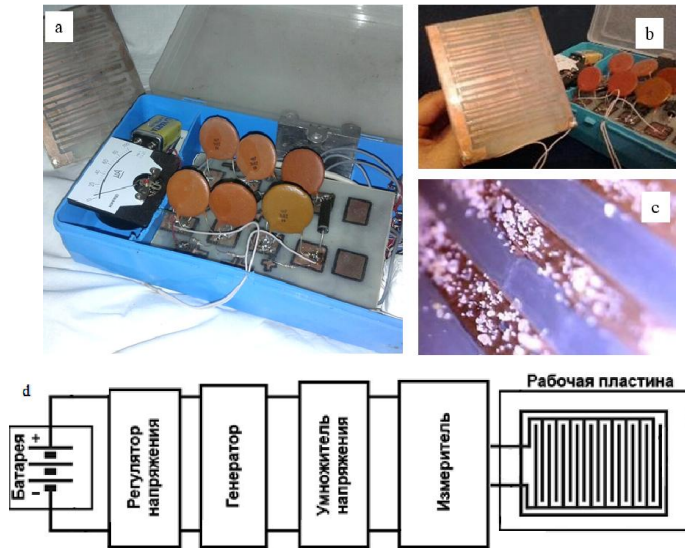 a
b
c
d
Батарея
+
-
Регулятор
напряжения
Генератор
Умножитель
напряжения
Измеритель
Рабочая пластина